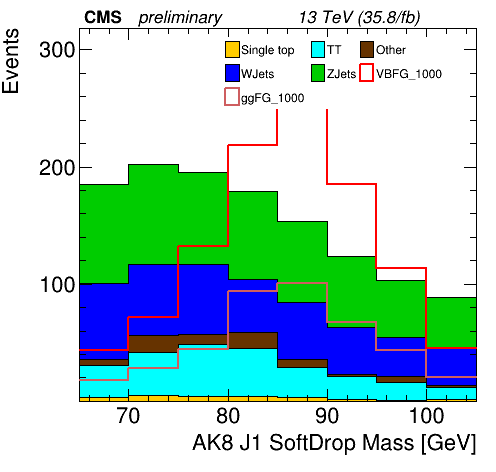 CMS preliminary 13 TeV (35.8/fb)
Events
300
200
100
Single top TT Other
WJets ZJets VBFG_1000
ggFG_1000
70 80 90 100
AK8 J1 SoftDrop Mass [GeV]